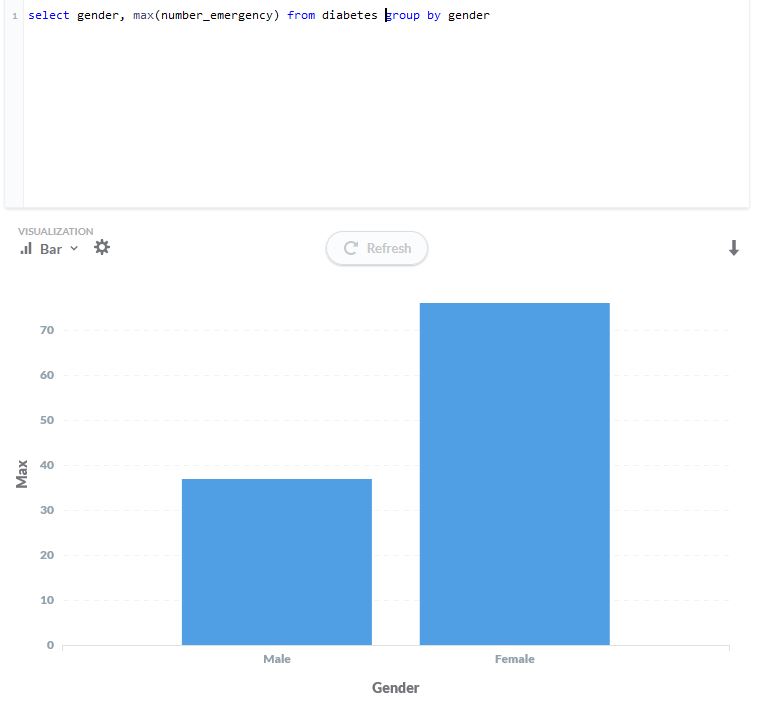 1 select gender, max(number_emergency) from diabetes group by gender
VISUALIZATION
Bar
Refresh
70
60
50
40
30
20
10
0
Max
Male Female
Gender